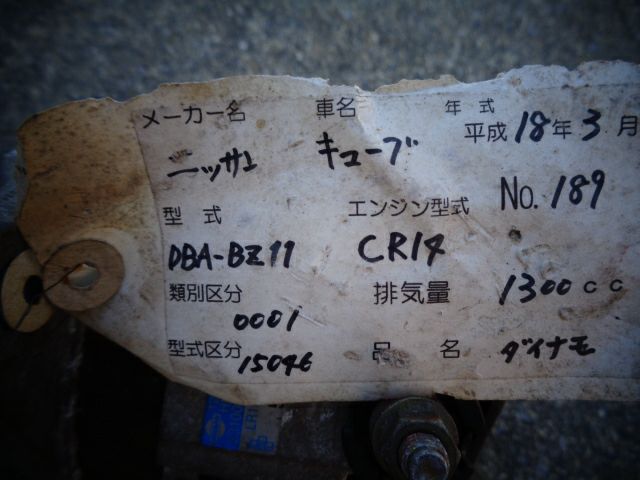 メーカー名 車名 年式
ニッサン キューブ 平成18年3月
型式 エンジン型式 No.189
DBA-BZ11 CR14
類別区分 排気量 1300cc
0001
型式区分 品名 ダイナモ
15046